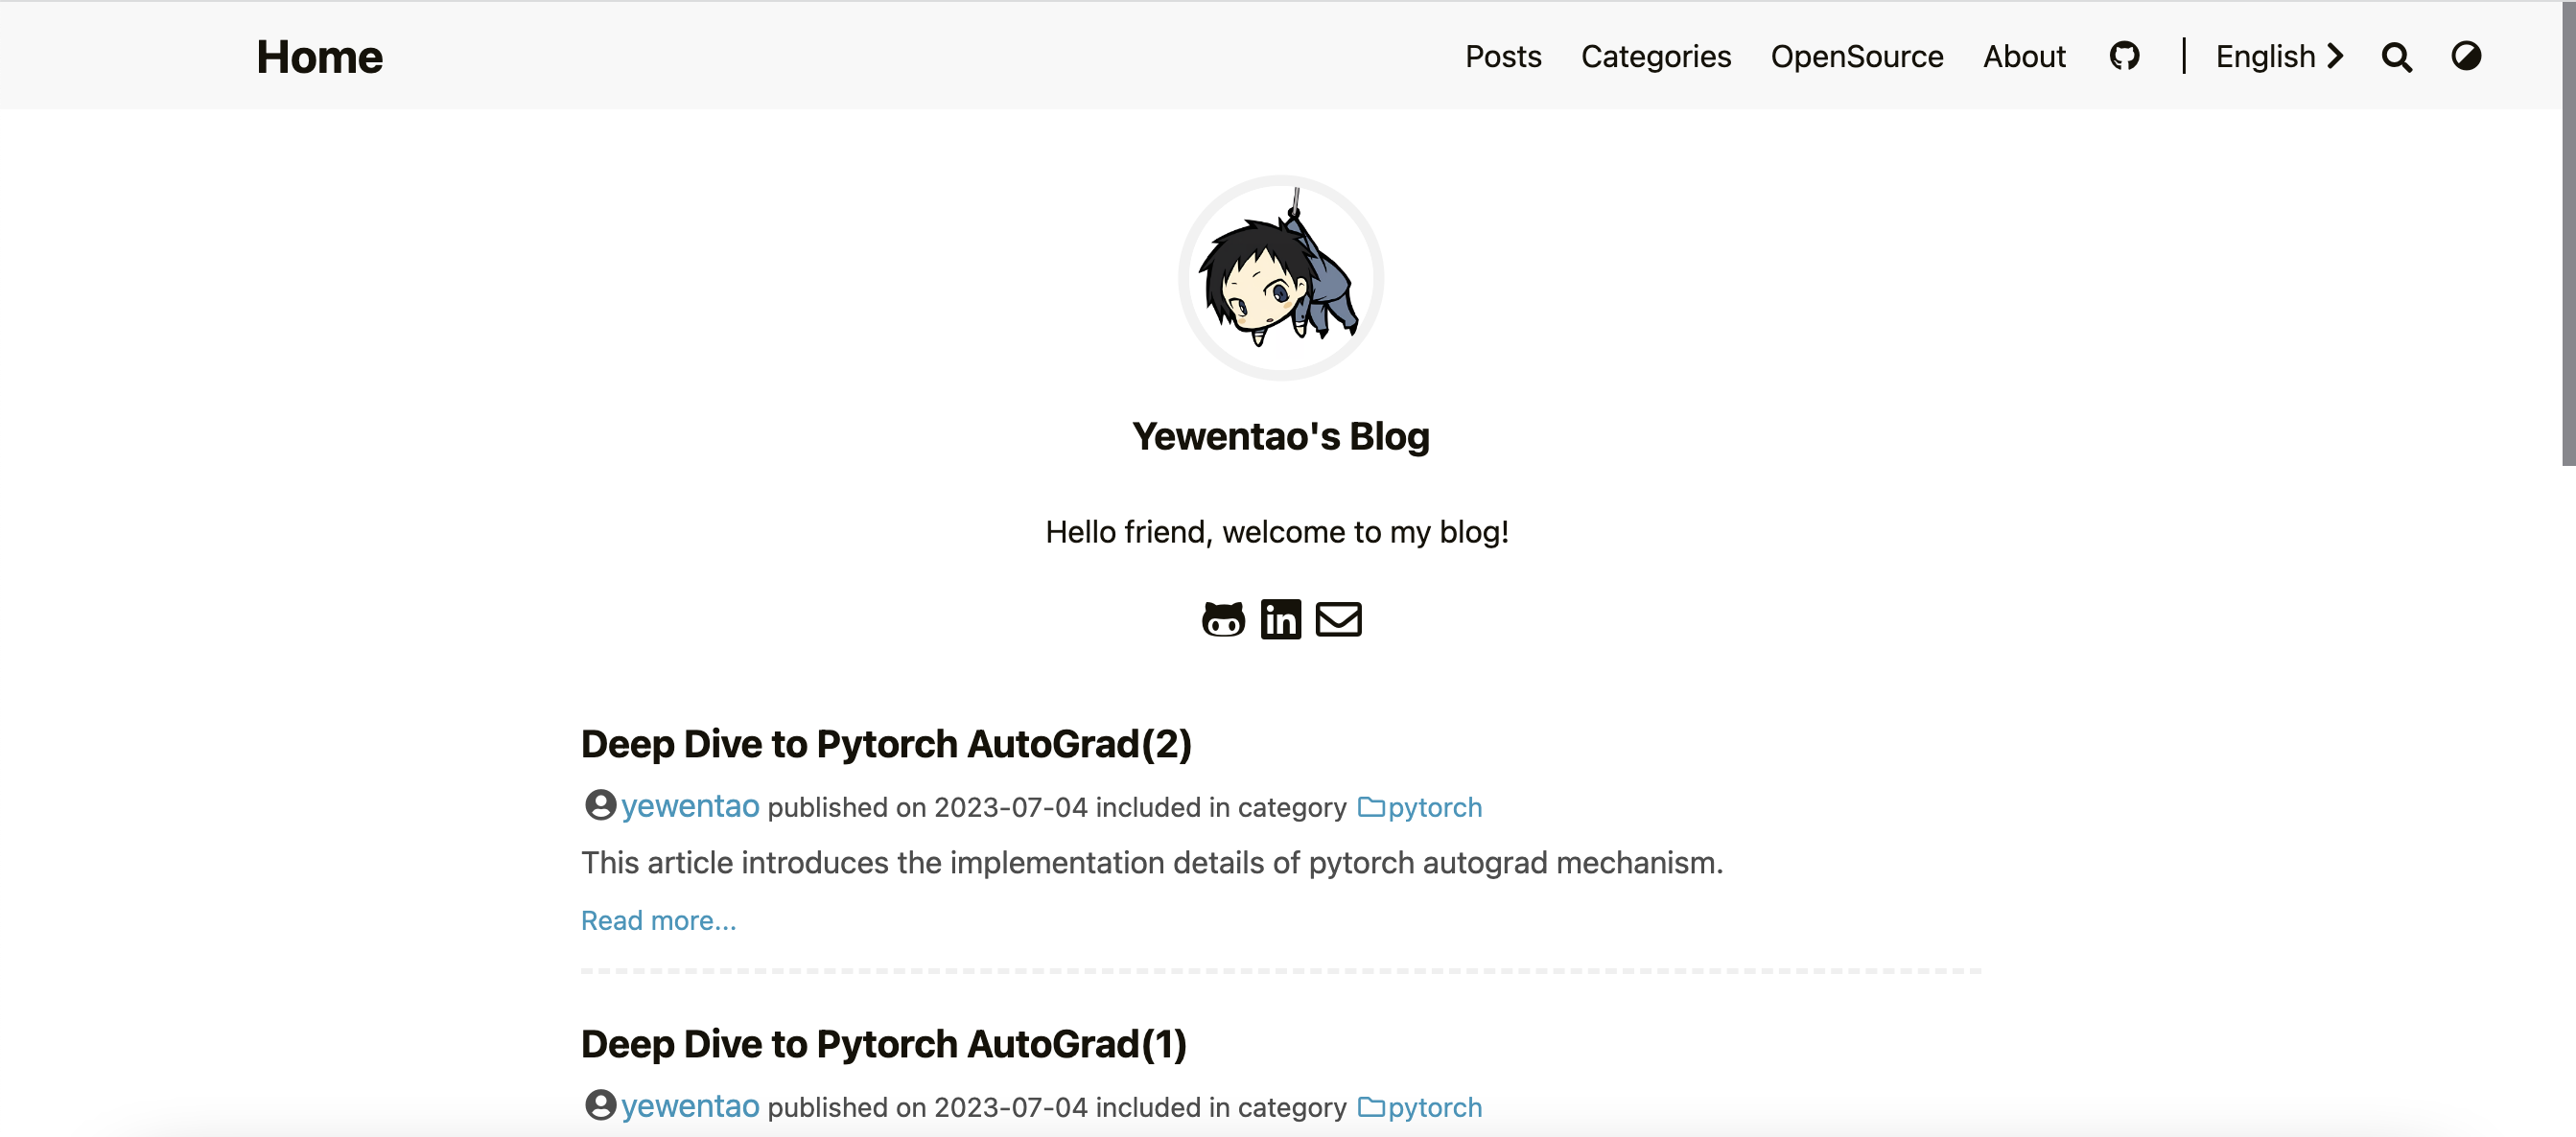 Home Posts Categories OpenSource About English
Yewentao's Blog
Hello friend, welcome to my blog!
Deep Dive to Pytorch AutoGrad(2)
yewentao published on 2023-07-04 included in category pytorch
This article introduces the implementation details of pytorch autograd mechanism.
Read more...
Deep Dive to Pytorch AutoGrad(1)
yewentao published on 2023-07-04 included in category pytorch